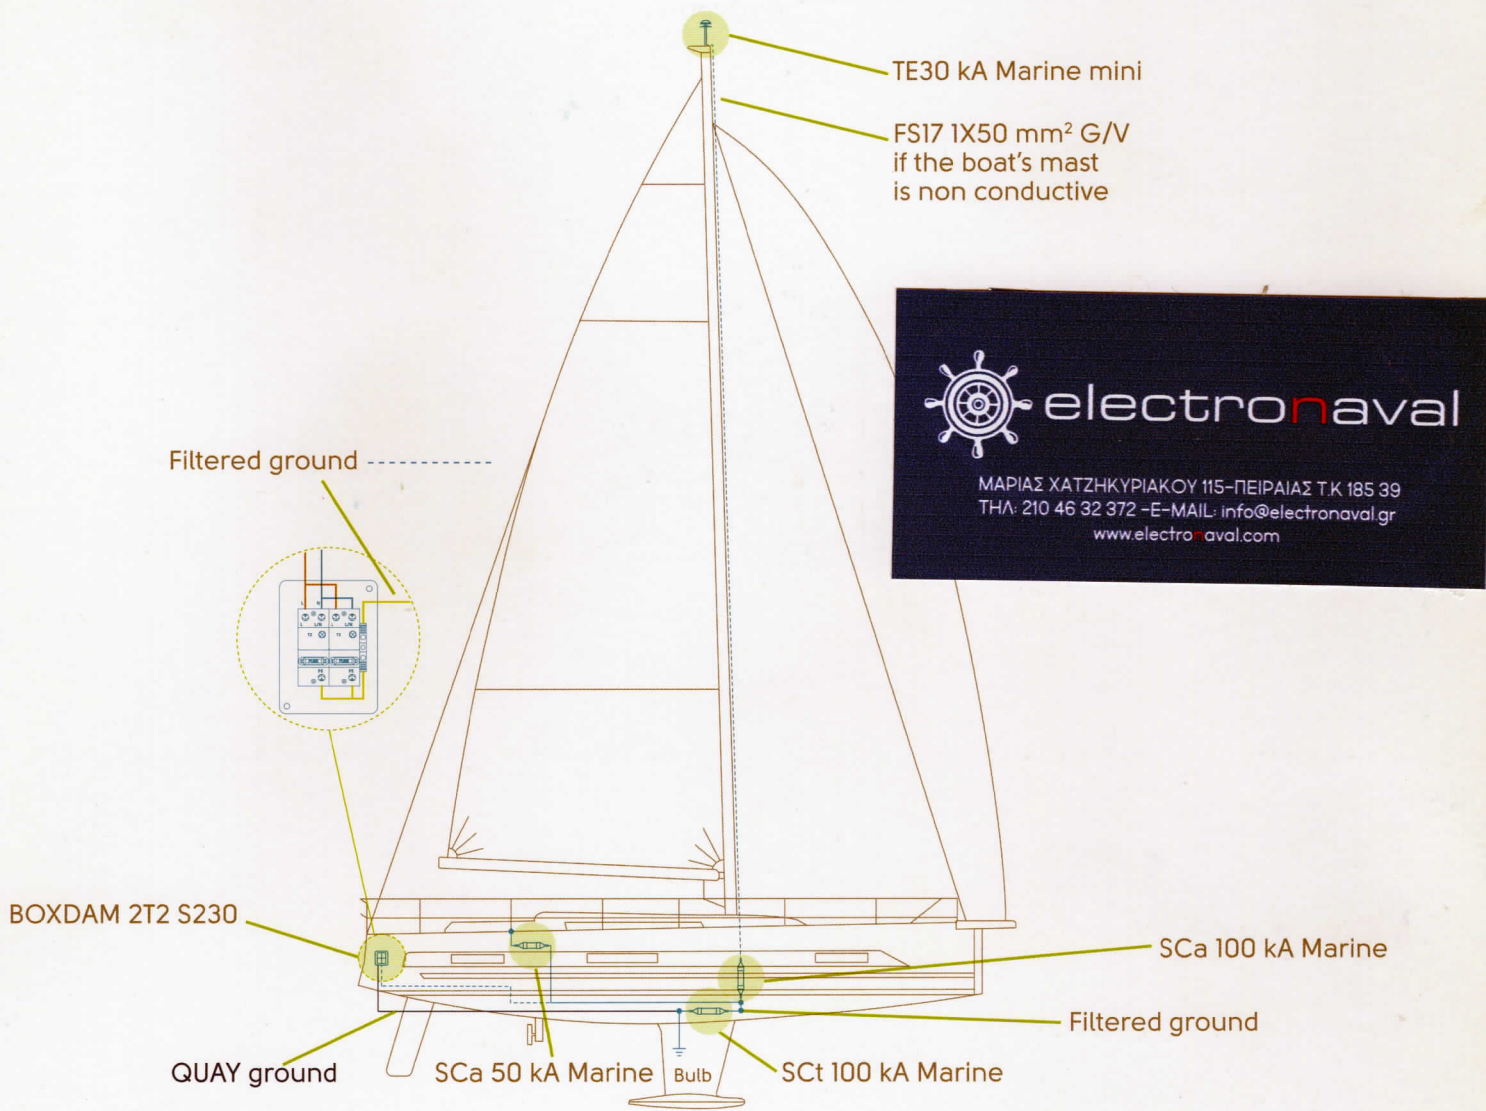 TE30 kA Marine mini
FS17 1X50 mm² G/V
if the boat's mast
is non conductive
electronaval
ΜΑΡΙΑΣ ΧΑΤΖΗΚΥΡΙΑΚΟΥ 115-ΠΕΙΡΑΙΑΣ Τ.Κ 185 39
ΤΗΛ: 210 46 32 372 -E-MAIL: info@electronaval.gr
www.electronaval.com
Filtered ground
BOXDAM 2T2 S230
SCa 100 kA Marine
Filtered ground
QUAY ground
SCa 50 kA Marine
Bulb
SCt 100 kA Marine